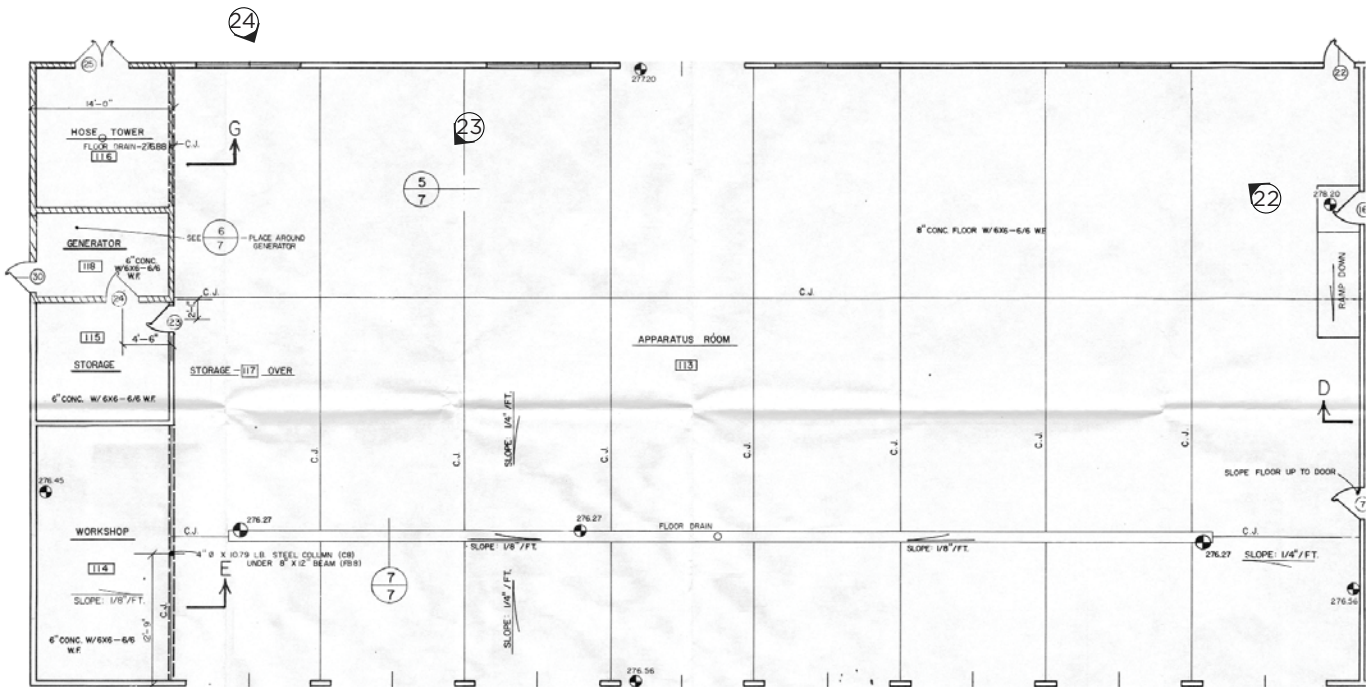 24
25
277.20
22
14'-0"
HOSE TOWER
FLOOR DRAIN-276.88
116
C.J.
G
23
5
7
22
278.20
16
SEE
6
7
PLACE AROUND
GENERATOR
8" CONC. FLOOR W/6X6-6/6 W.F.
GENERATOR
118
6" CONC.
W/6X6-6/6
W.F.
30
24
C.J.
C.J.
RAMP DOWN
23
115
4'-6"
STORAGE
APPARATUS ROOM
113
STORAGE-117 OVER
6" CONC. W/ 6X6-6/6 W.F.
D
SLOPE: 1/4"/FT.
C.J.
C.J.
C.J.
C.J.
C.J.
C.J.
C.J.
SLOPE FLOOR UP TO DOOR
276.45
276.27
276.27
FLOOR DRAIN
WORKSHOP
C.J.
C.J.
4" Ø X 10.79 LB. STEEL COLUMN (C8)
UNDER 8" X 12" BEAM (FB8)
SLOPE: 1/8"/FT.
SLOPE: 1/8"/FT.
276.27
SLOPE: 1/4"/FT.
114
E
7
7
SLOPE: 1/4"/FT.
SLOPE: 1/8"/FT.
C.J.
12'-9"
276.56
6" CONC. W/6X6-6/6
W.F.
276.56